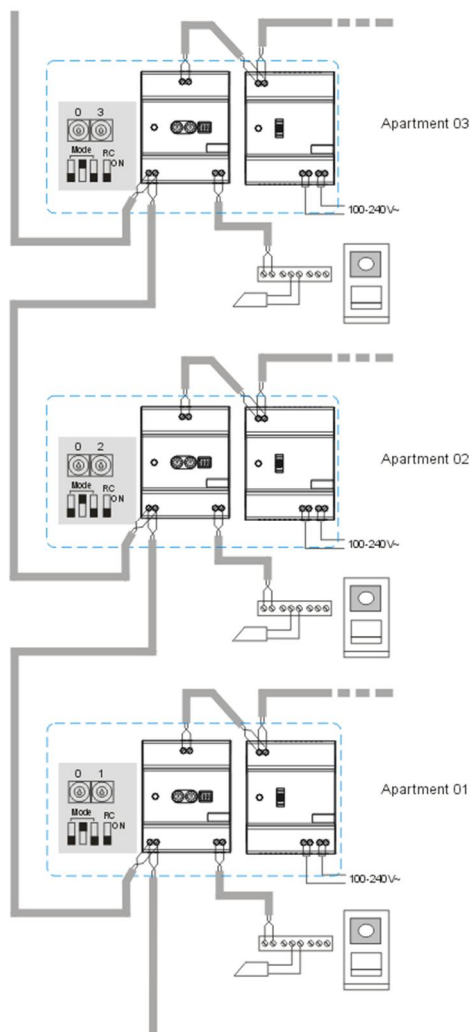 0 3
Mode RC
ON
Apartment 03
100-240V~
0 2
Mode RC
ON
Apartment 02
100-240V~
0 1
Mode RC
ON
Apartment 01
100-240V~